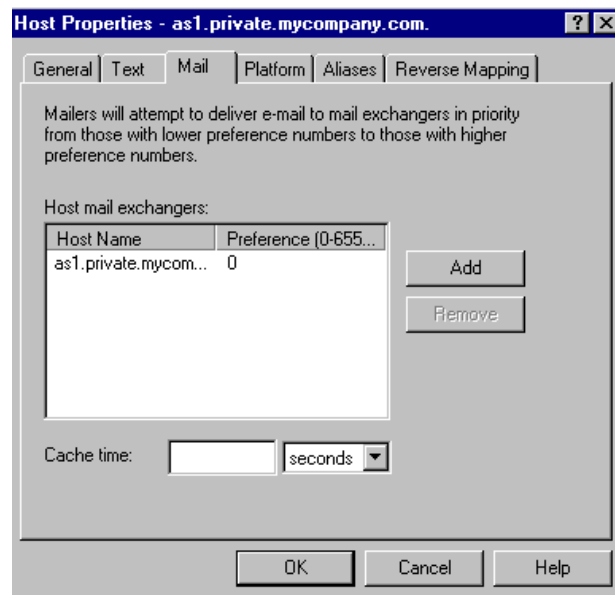 Host Properties - as1.private.mycompany.com.
General Text Mail Platform Aliases Reverse Mapping
Mailers will attempt to deliver e-mail to mail exchangers in priority
from those with lower preference numbers to those with higher
preference numbers.
Host mail exchangers:
Host Name Preference (0-655...
as1.private.mycom... 0
Add
Remove
Cache time: seconds
OK Cancel Help